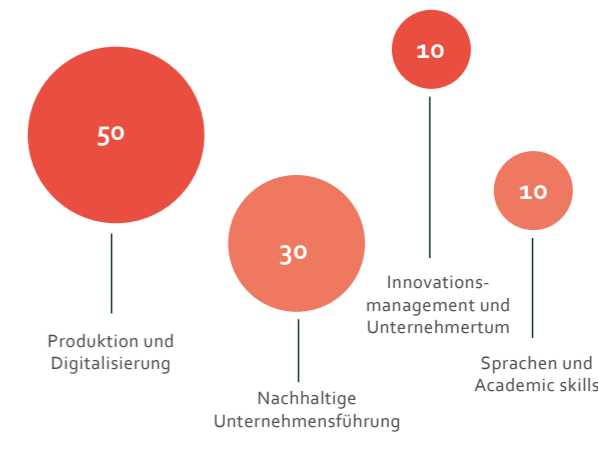 50
Produktion und
Digitalisierung
30
Nachhaltige
Unternehmensführung
10
Innovations-
management und
Unternehmertum
10
Sprachen und
Academic skills